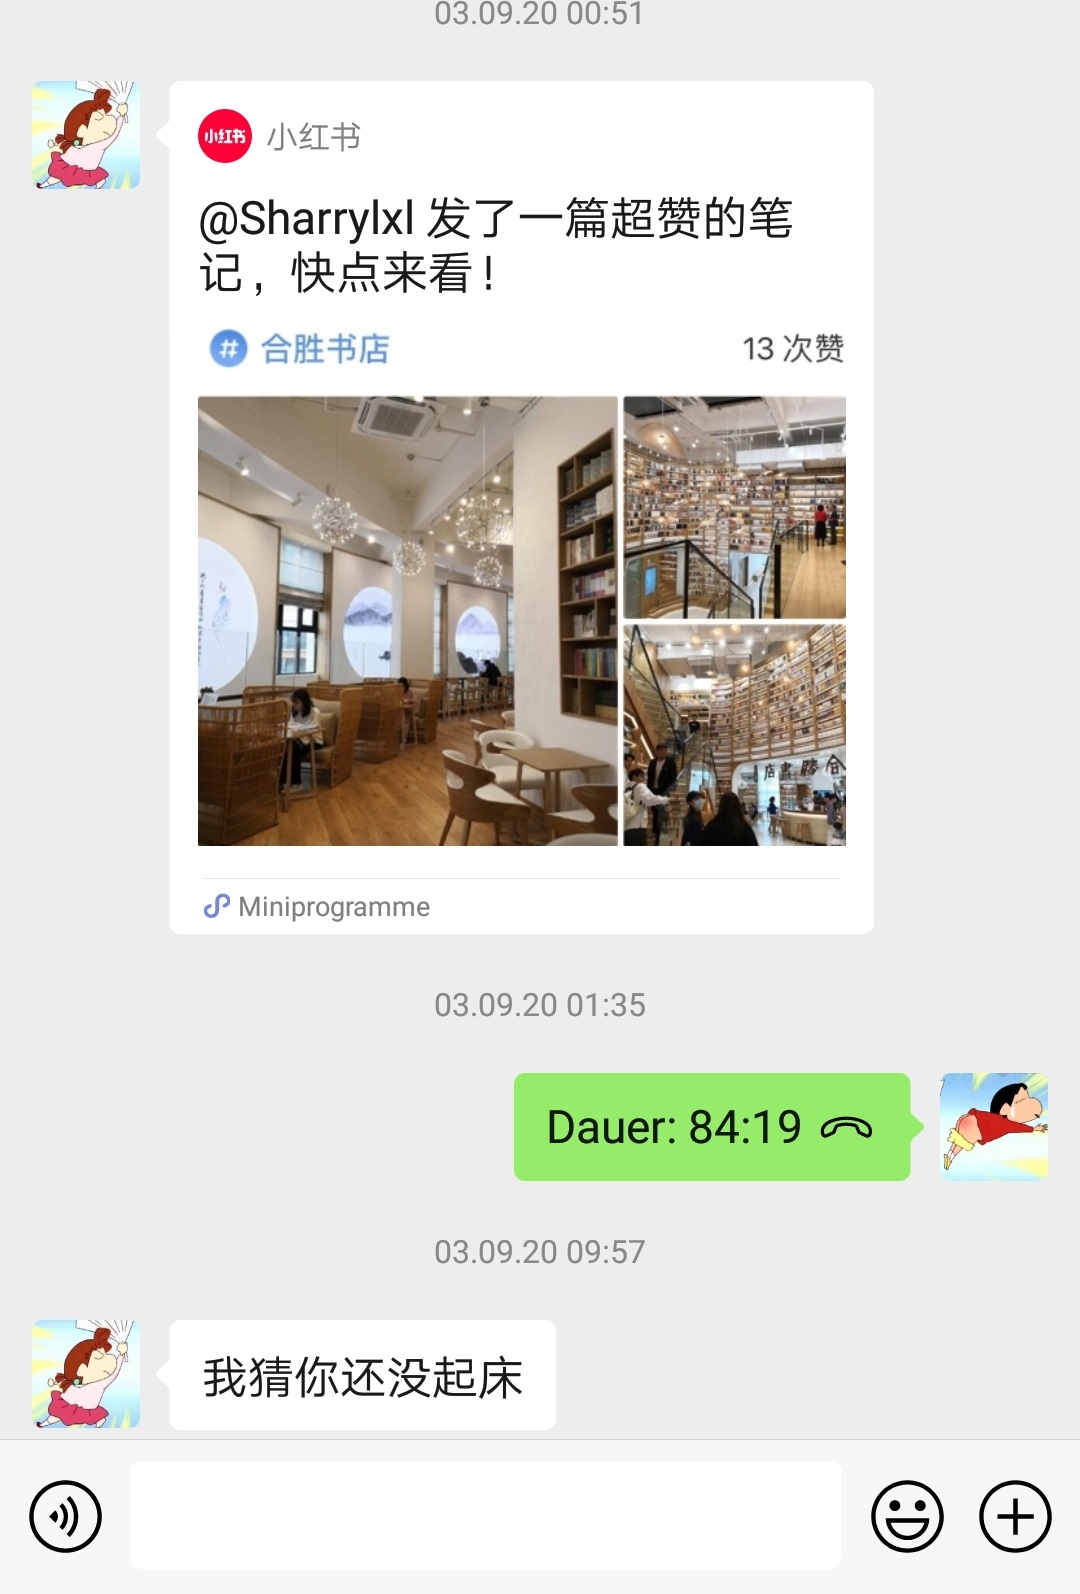 03.09.20 00:51
小红书 小红书
@Sharrylxl 发了一篇超赞的笔
记，快点来看！
# 合胜书店 13 次赞
店書勝合
Miniprogramme
03.09.20 01:35
Dauer: 84:19
03.09.20 09:57
我猜你还没起床